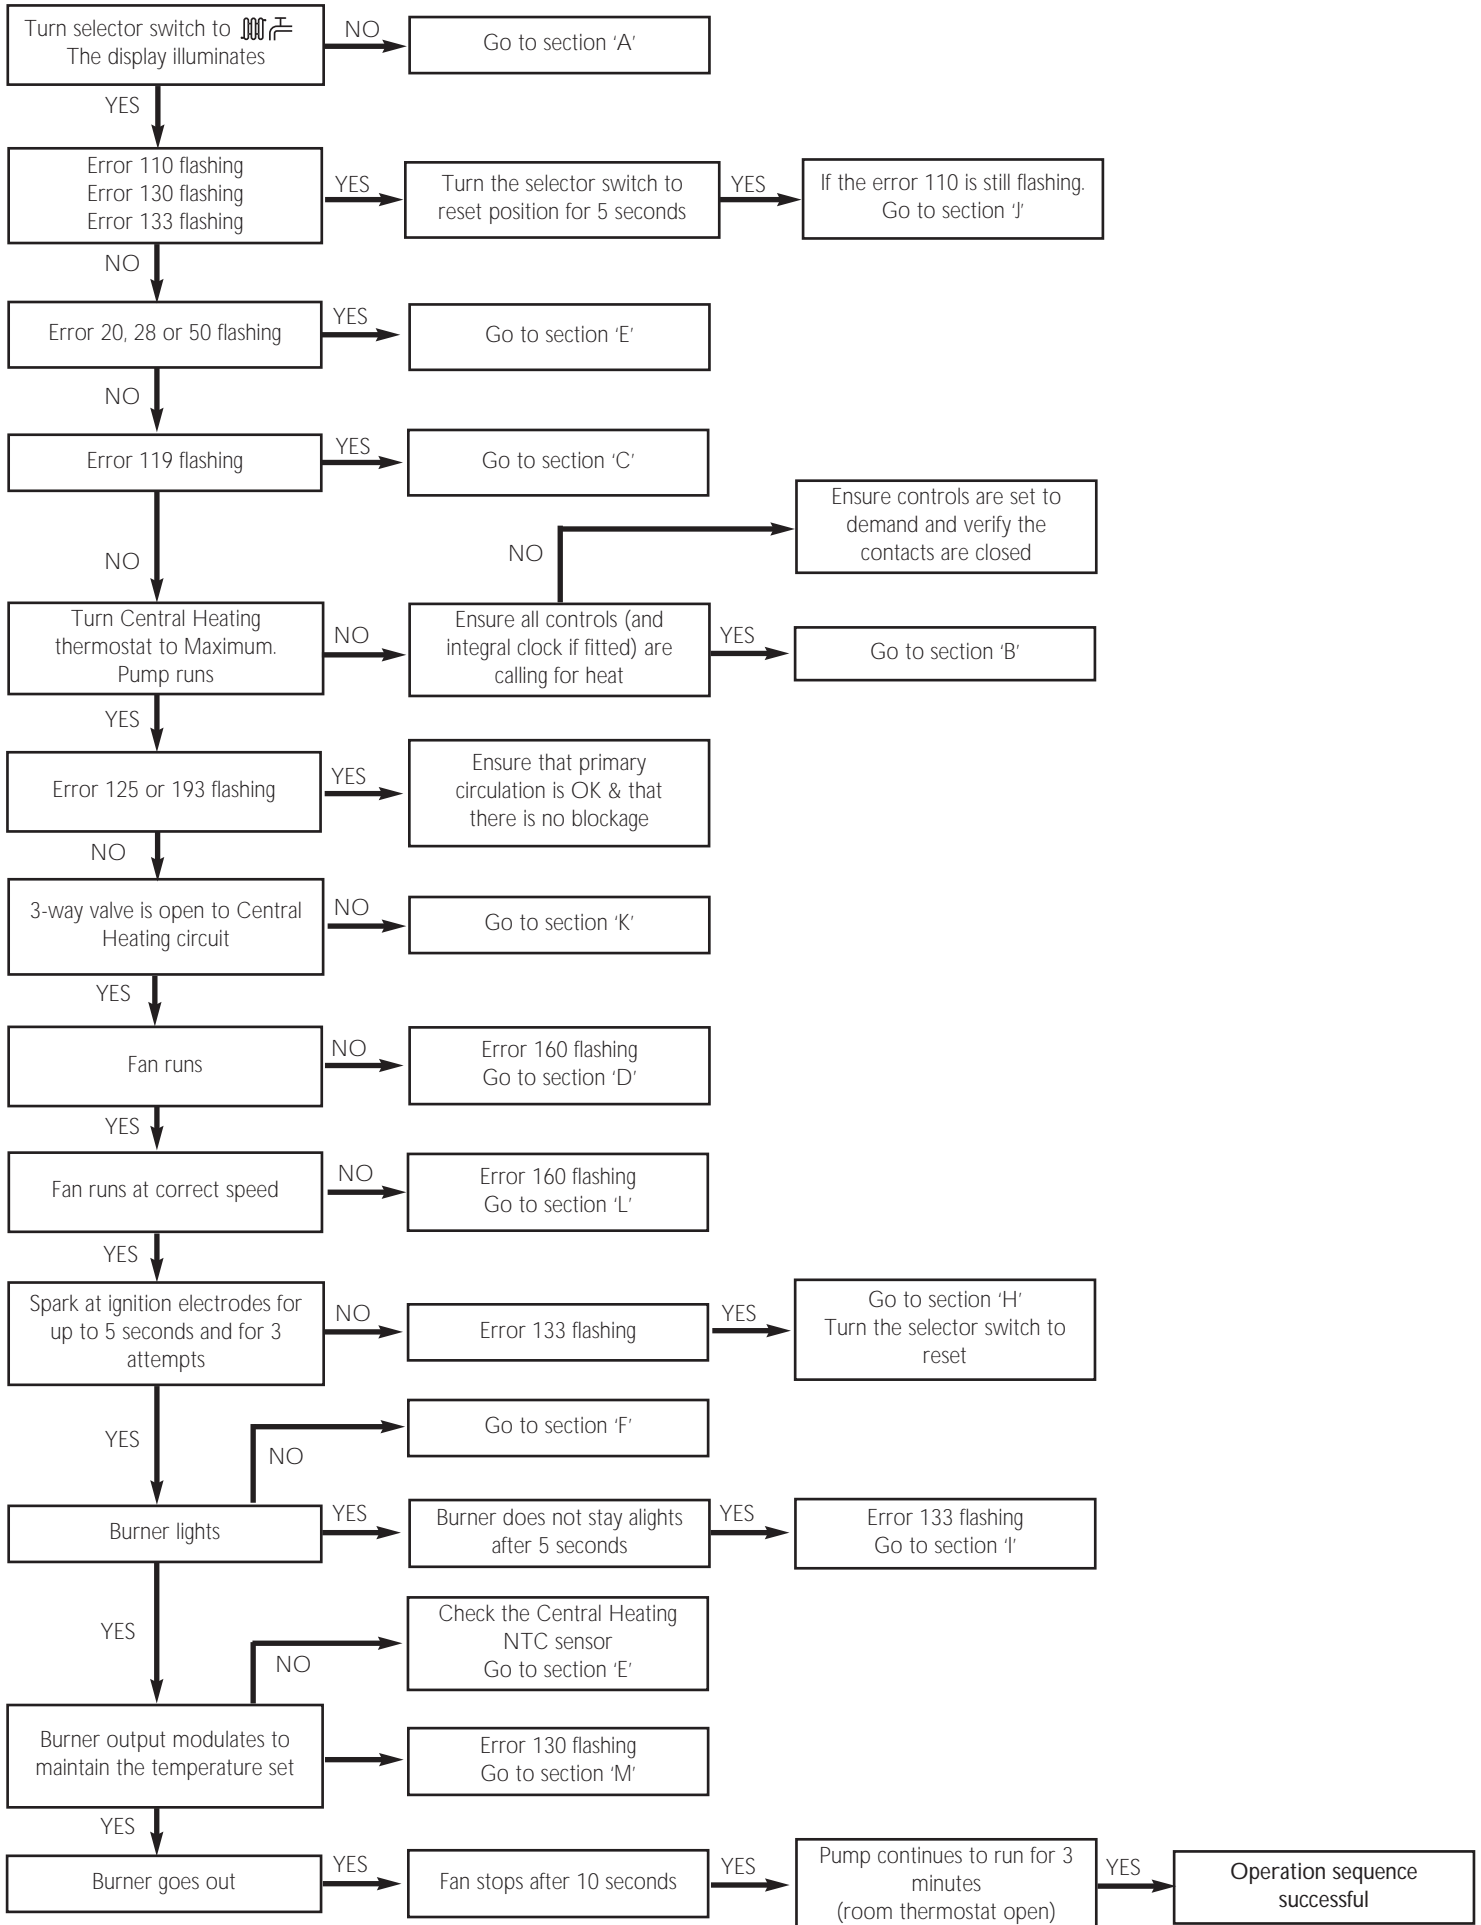 Turn selector switch to
The display illuminates
NO
Go to section ‘A’
YES
Error 110 flashing
Error 130 flashing
Error 133 flashing
YES
Turn the selector switch to
reset position for 5 seconds
YES
If the error 110 is still flashing.
Go to section ‘J’
NO
Error 20, 28 or 50 flashing
YES
Go to section ‘E’
NO
Error 119 flashing
YES
Go to section ‘C’
NO
Turn Central Heating
thermostat to Maximum.
Pump runs
NO
Ensure all controls (and
integral clock if fitted) are
calling for heat
NO
Ensure controls are set to
demand and verify the
contacts are closed
YES
Go to section ‘B’
YES
Error 125 or 193 flashing
YES
Ensure that primary
circulation is OK & that
there is no blockage
NO
3-way valve is open to Central
Heating circuit
NO
Go to section ‘K’
YES
Fan runs
NO
Error 160 flashing
Go to section ‘D’
YES
Fan runs at correct speed
NO
Error 160 flashing
Go to section ‘L’
YES
Spark at ignition electrodes for
up to 5 seconds and for 3
attempts
NO
Error 133 flashing
YES
Go to section ‘H’
Turn the selector switch to
reset
YES
NO
Go to section ‘F’
Burner lights
YES
Burner does not stay alights
after 5 seconds
YES
Error 133 flashing
Go to section ‘I’
YES
NO
Check the Central Heating
NTC sensor
Go to section ‘E’
Burner output modulates to
maintain the temperature set
Error 130 flashing
Go to section ‘M’
YES
Burner goes out
YES
Fan stops after 10 seconds
YES
Pump continues to run for 3
minutes
(room thermostat open)
YES
Operation sequence
successful